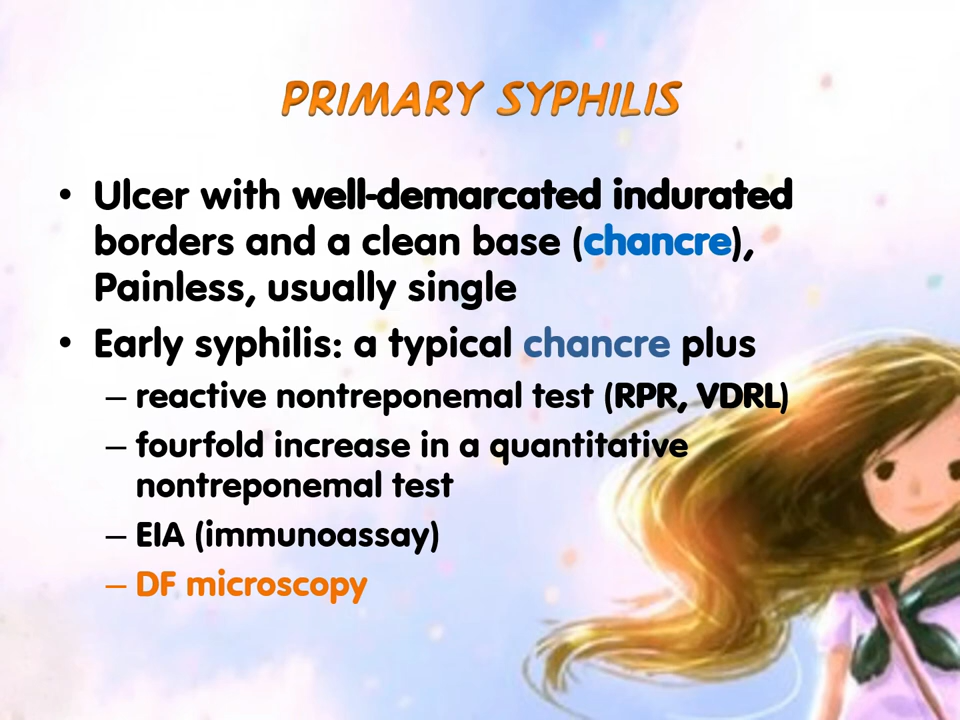 PRIMARY SYPHILIS
• Ulcer with well-demarcated indurated
borders and a clean base (chancre),
Painless, usually single
• Early syphilis: a typical chancre plus
– reactive nontreponemal test (RPR, VDRL)
– fourfold increase in a quantitative
nontreponemal test
– EIA (immunoassay)
– DF microscopy